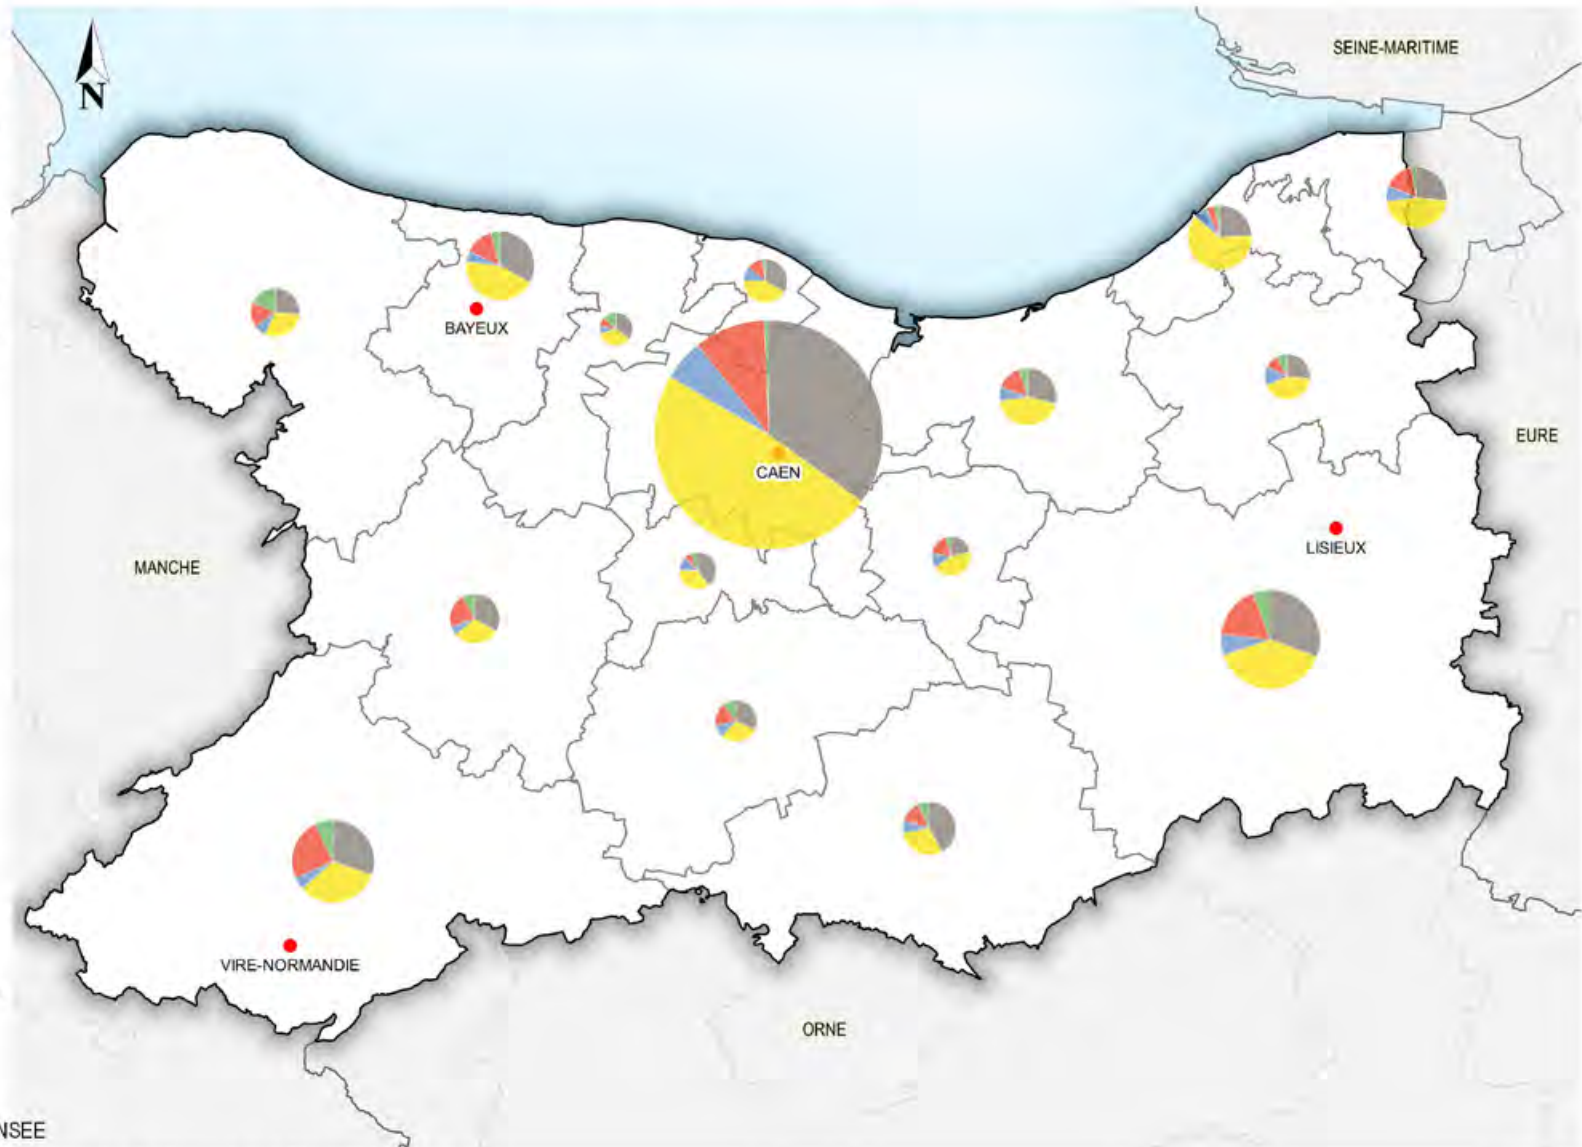 SEINE-MARITIME
N
BAYEUX
EURE
CAEN
LISIEUX
MANCHE
VIRE-NORMANDIE
ORNE
NSEE